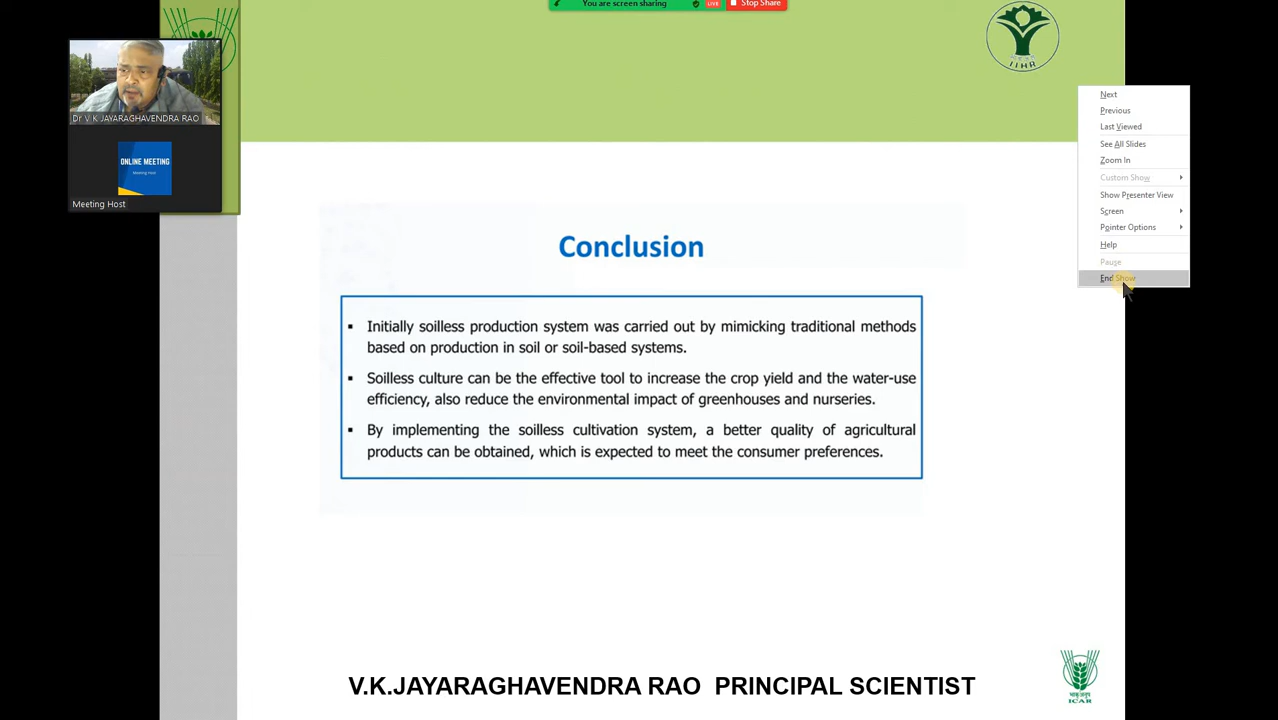 You are screen sharing
LIVE
Stop Share
IIHR
Dr V K JAYARAGHAVENDRA RAO
ONLINE MEETING
Meeting Host
Meeting Host
Next
Previous
Last Viewed
See All Slides
Zoom In
Custom Show
Show Presenter View
Screen
Pointer Options
Help
Pause
End Show
Conclusion
▪ Initially soilless production system was carried out by mimicking traditional methods
based on production in soil or soil-based systems.
▪ Soilless culture can be the effective tool to increase the crop yield and the water-use
efficiency, also reduce the environmental impact of greenhouses and nurseries.
▪ By implementing the soilless cultivation system, a better quality of agricultural
products can be obtained, which is expected to meet the consumer preferences.
V.K.JAYARAGHAVENDRA RAO PRINCIPAL SCIENTIST
ICAR